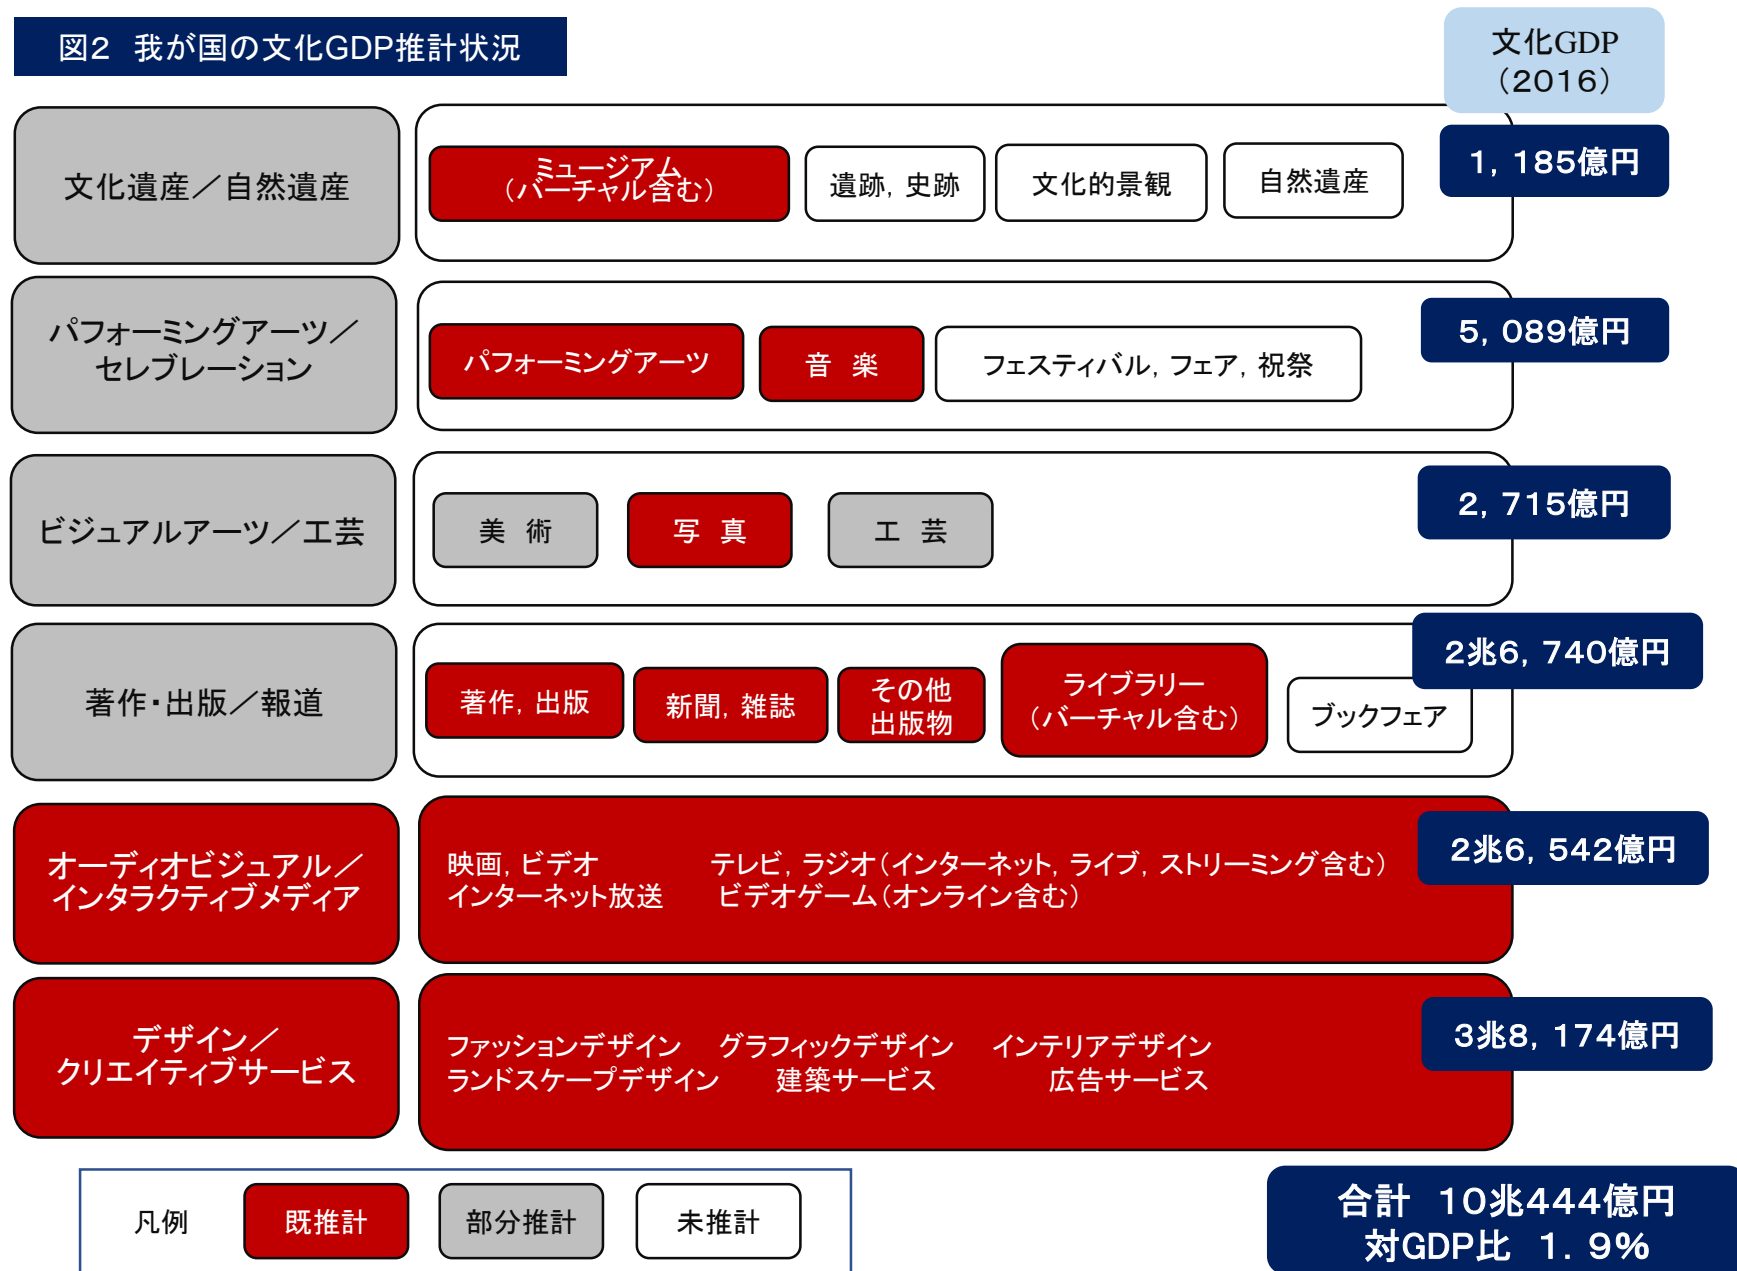 図2 我が国の文化GDP推計状況
文化GDP
（2016）
文化遺産／自然遺産
ミュージアム
（バーチャル含む）
遺跡, 史跡
文化的景観
自然遺産
1, 185億円
パフォーミングアーツ／
セレブレーション
パフォーミングアーツ
音 楽
フェスティバル, フェア, 祝祭
5, 089億円
ビジュアルアーツ／工芸
美 術
写 真
工 芸
2, 715億円
著作・出版／報道
著作, 出版
新聞, 雑誌
その他
出版物
ライブラリー
（バーチャル含む）
ブックフェア
2兆6, 740億円
オーディオビジュアル／
インタラクティブメディア
映画, ビデオ テレビ, ラジオ（インターネット, ライブ, ストリーミング含む）
インターネット放送 ビデオゲーム（オンライン含む）
2兆6, 542億円
デザイン／
クリエイティブサービス
ファッションデザイン グラフィックデザイン インテリアデザイン
ランドスケープデザイン 建築サービス 広告サービス
3兆8, 174億円
凡例
既推計
部分推計
未推計
合計 10兆444億円
対GDP比 1. 9%